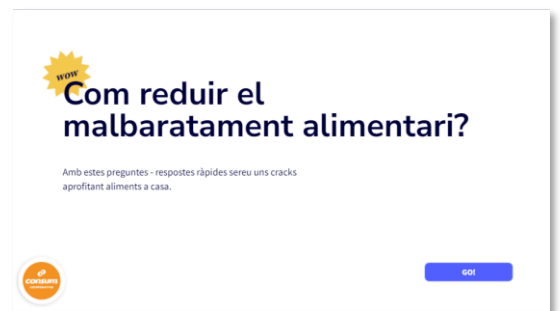 WOW
Com reduir el
malbaratament alimentari?
Amb estes preguntes - respostes ràpides sereu uns cracks
aprofitant aliments a casa.
consum
COOPERATIVA
GO!